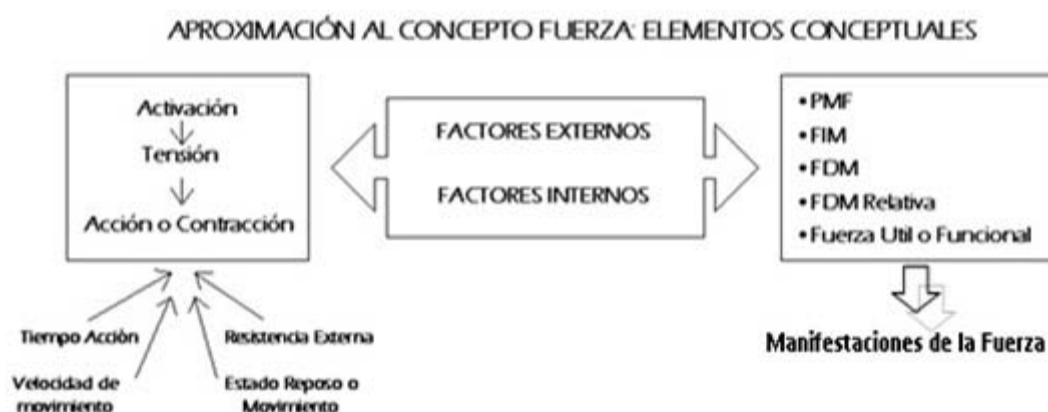 APROXIMACIÓN AL CONCEPTO FUERZA: ELEMENTOS CONCEPTUALES
Activación
Tensión
Acción o Contracción
Tiempo Acción
Resistencia Externa
Velocidad de
movimiento
Estado Reposo o
Movimiento
FACTORES EXTERNOS
FACTORES INTERNOS
•PMF
•FIM
•FDM
•FDM Relativa
•Fuerza Util o Funcional
Manifestaciones de la Fuerza